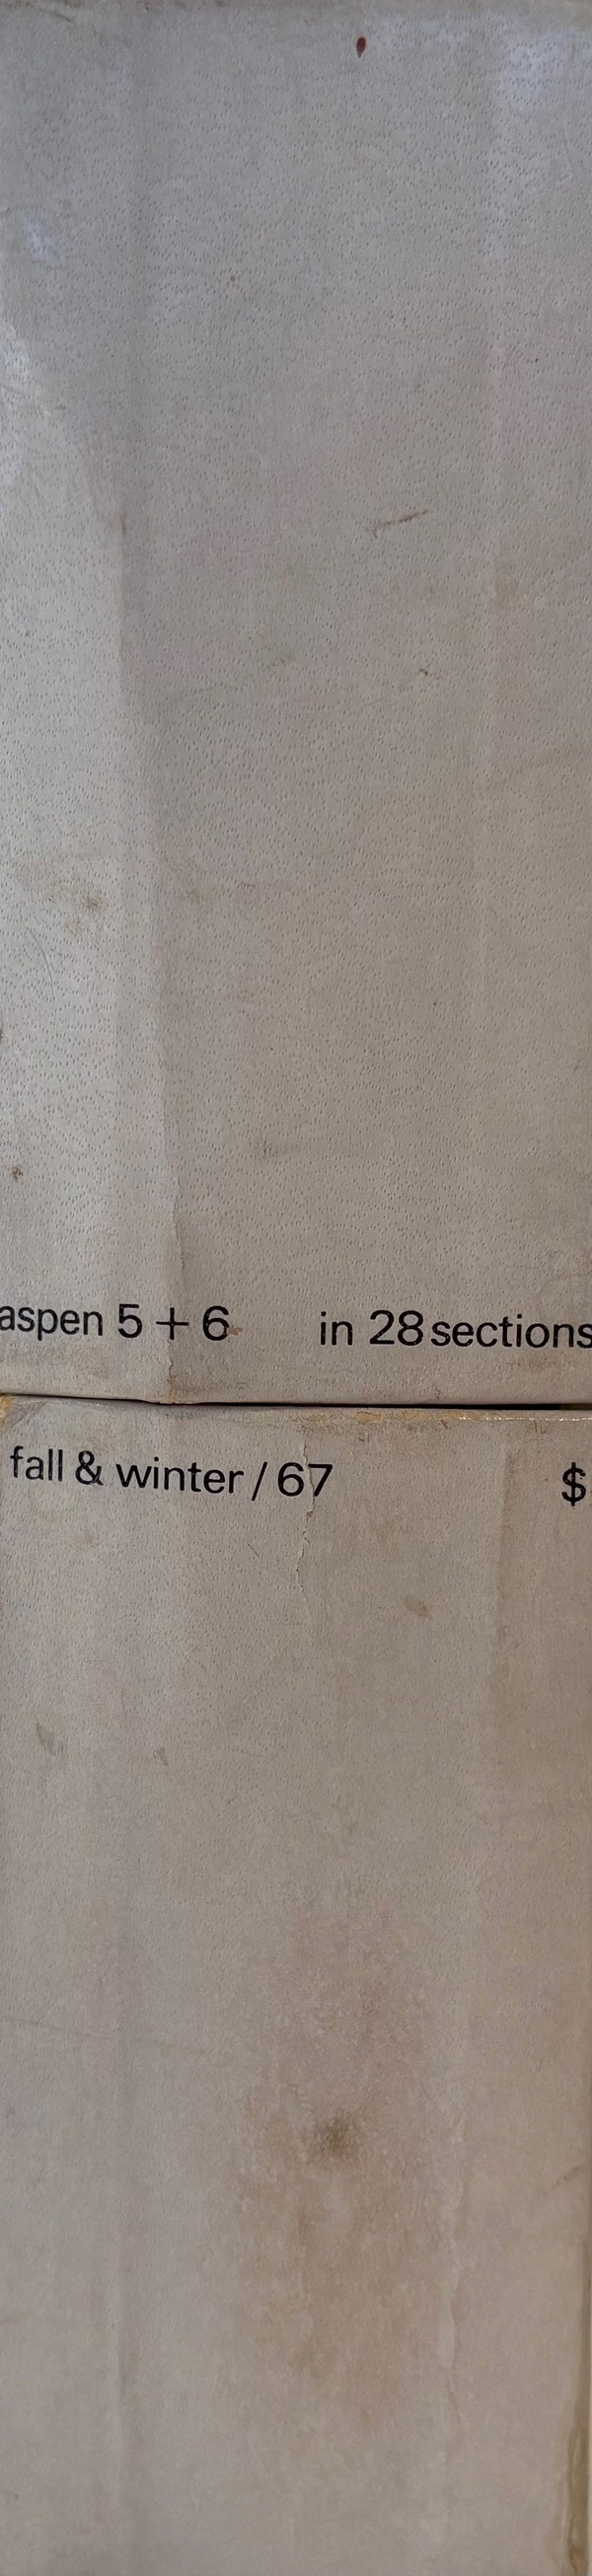 aspen 5 + 6 in 28 sections
fall & winter / 67 $